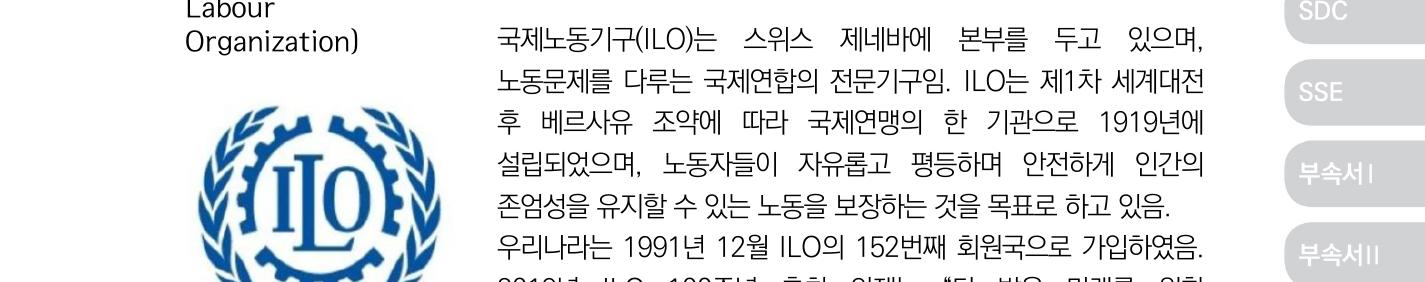 Labour
Organization)
ILO
국제노동기구(ILO)는 스위스 제네바에 본부를 두고 있으며,
노동문제를 다루는 국제연합의 전문기구임. ILO는 제1차 세계대전
후 베르사유 조약에 따라 국제연맹의 한 기관으로 1919년에
설립되었으며, 노동자들이 자유롭고 평등하며 안전하게 인간의
존엄성을 유지할 수 있는 노동을 보장하는 것을 목표로 하고 있음.
우리나라는 1991년 12월 ILO의 152번째 회원국으로 가입하였음.
SDC
SSE
부속서 I
부속서 II